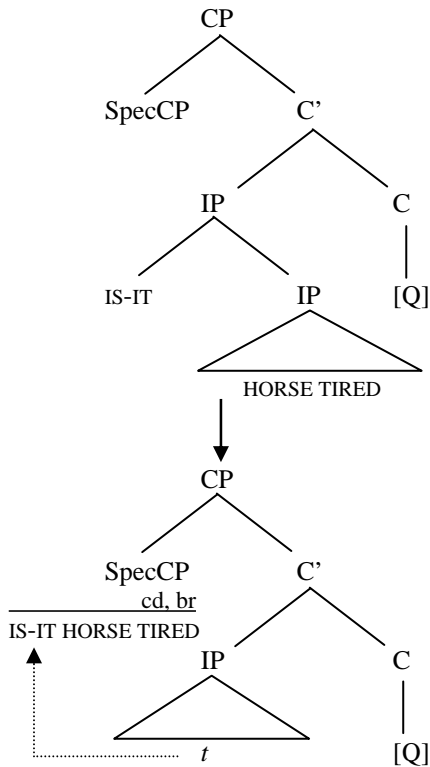 CP
SpecCP C’
IP C
IS-IT IP [Q]
HORSE TIRED
CP
SpecCP C’
cd, br
IS-IT HORSE TIRED
IP C
t [Q]